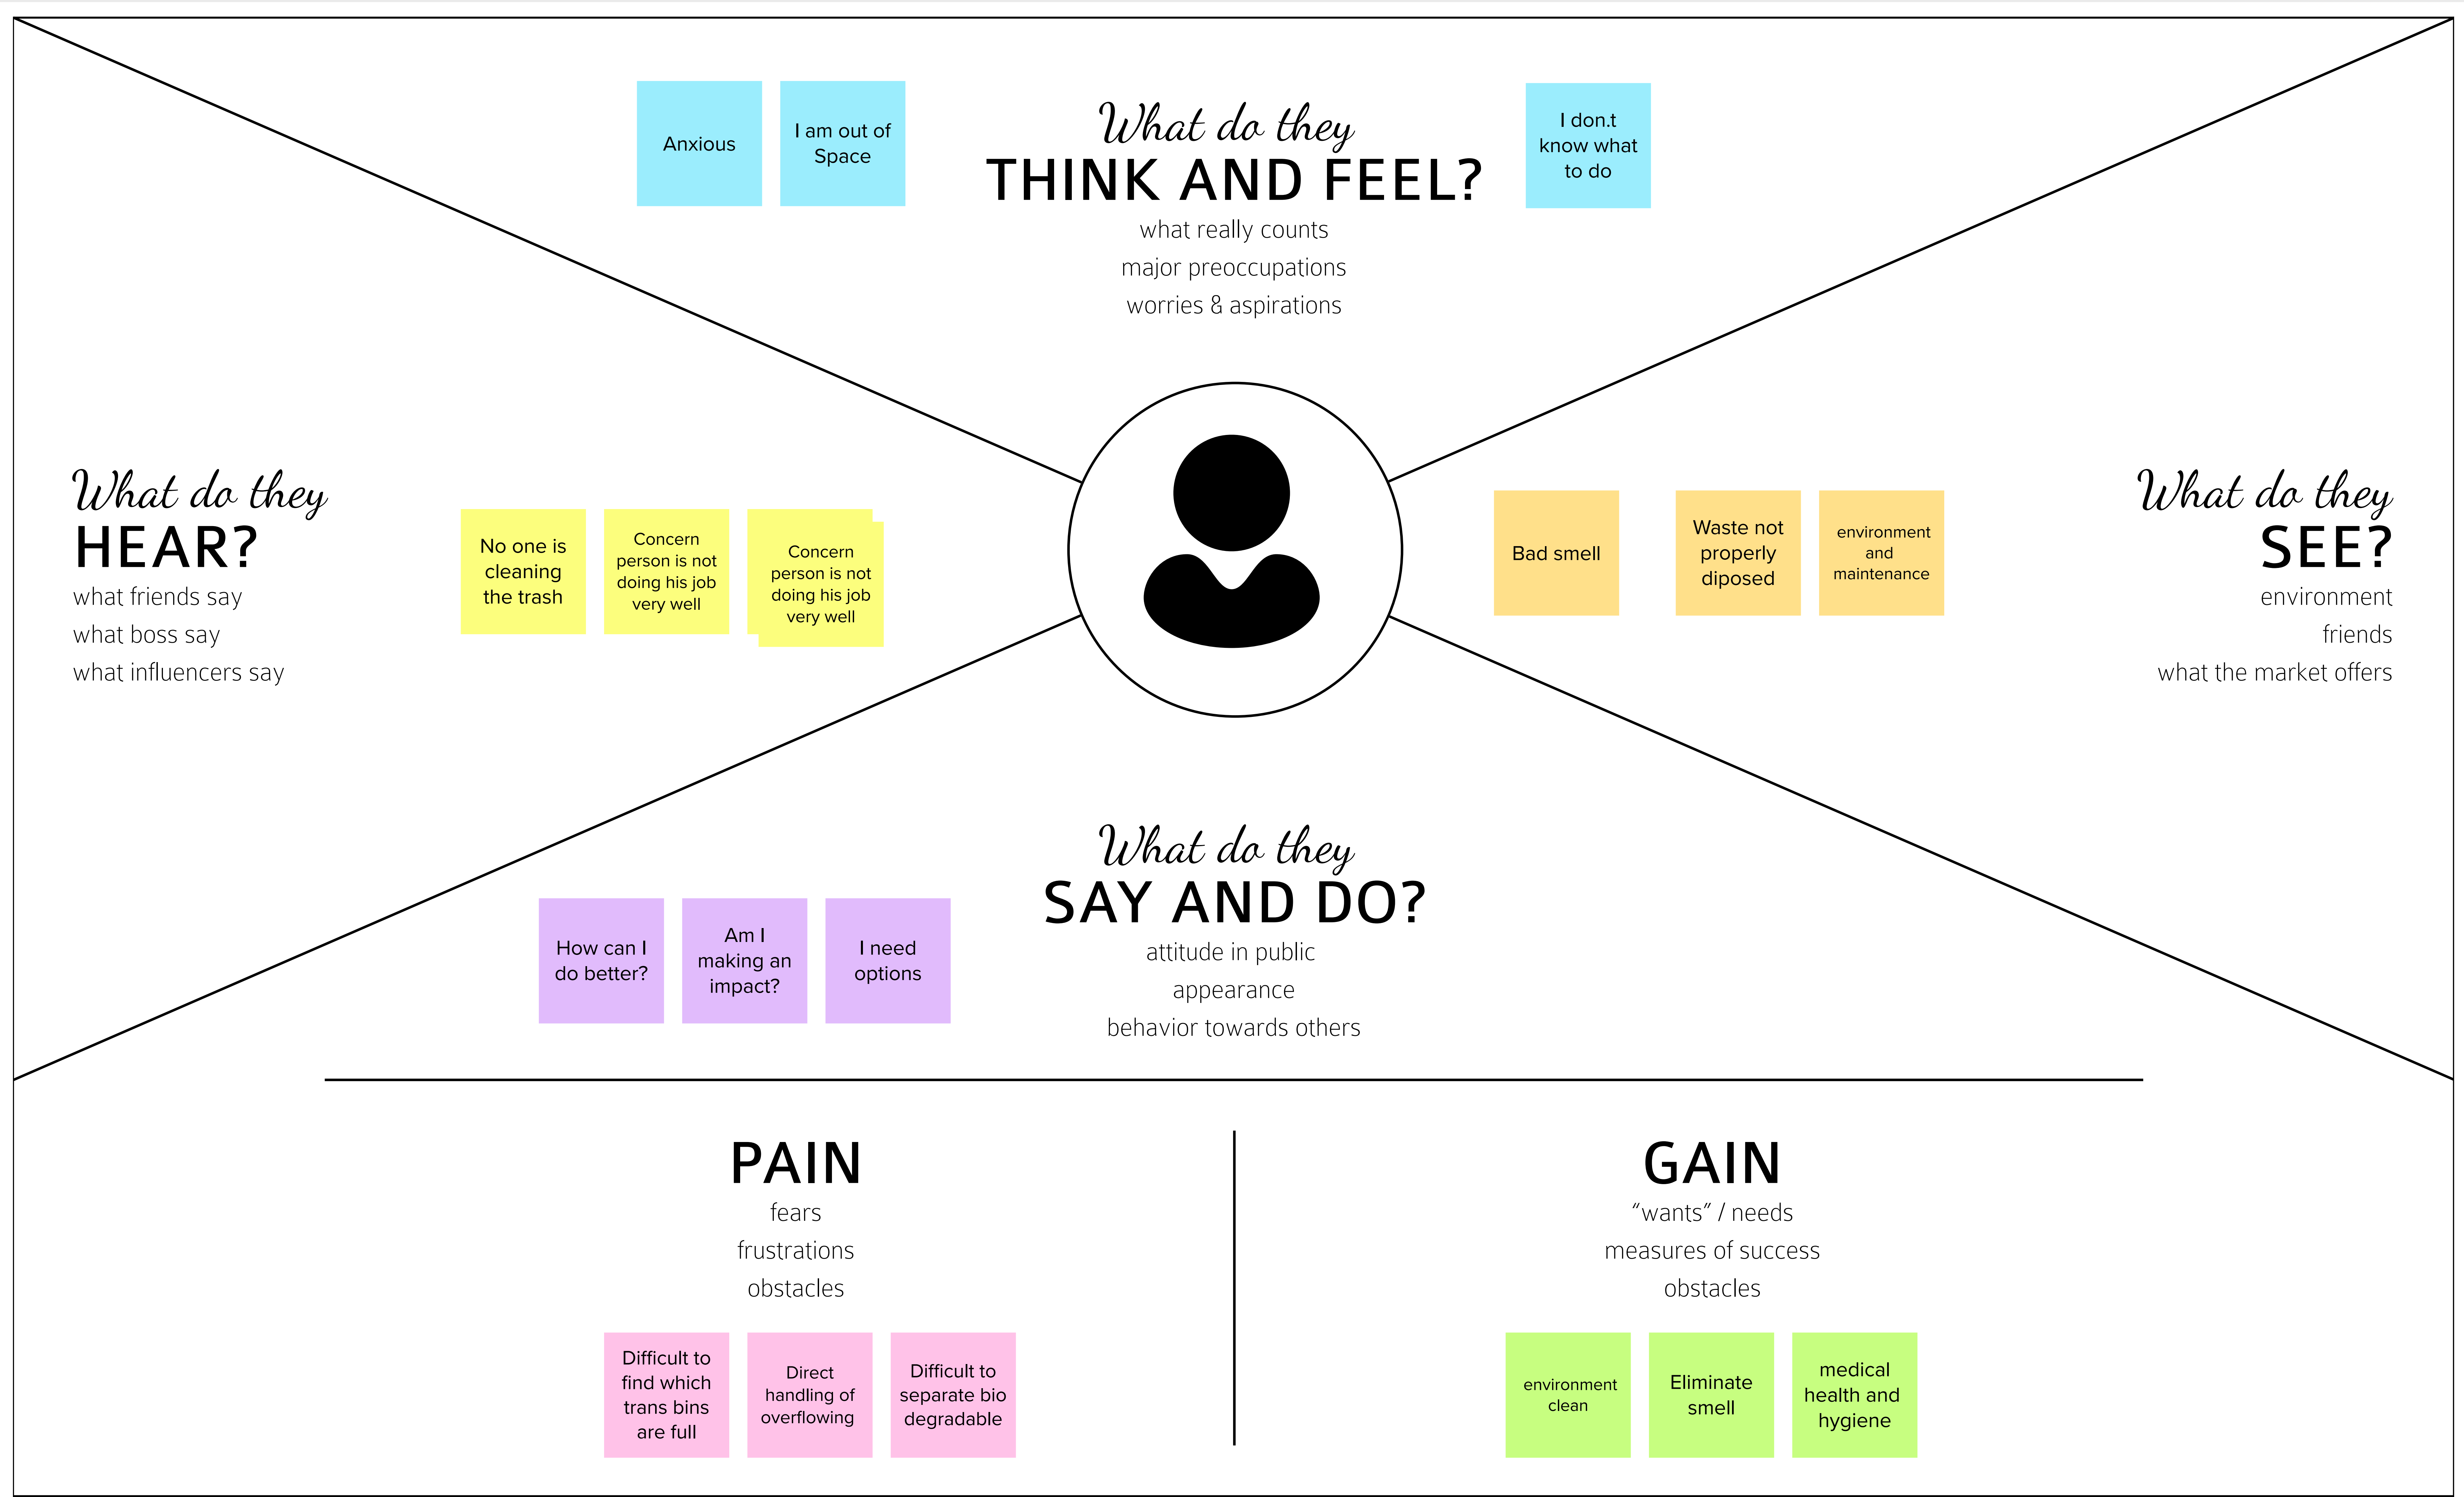 Anxious
I am out of
Space
What do they
THINK AND FEEL?
what really counts
major preoccupations
worries & aspirations
I don.t
know what
to do
What do they
HEAR?
what friends say
what boss say
what influencers say
No one is
cleaning
the trash
Concern
person is not
doing his job
very well
Concern
person is not
doing his job
very well
Bad smell
Waste not
properly
diposed
environment
and
maintenance
What do they
SEE?
environment
friends
what the market offers
How can I
do better?
Am I
making an
impact?
I need
options
What do they
SAY AND DO?
attitude in public
appearance
behavior towards others
PAIN
fears
frustrations
obstacles
Difficult to
find which
trans bins
are full
Direct
handling of
overflowing
Difficult to
separate bio
degradable
GAIN
“wants” / needs
measures of success
obstacles
environment
clean
Eliminate
smell
medical
health and
hygiene